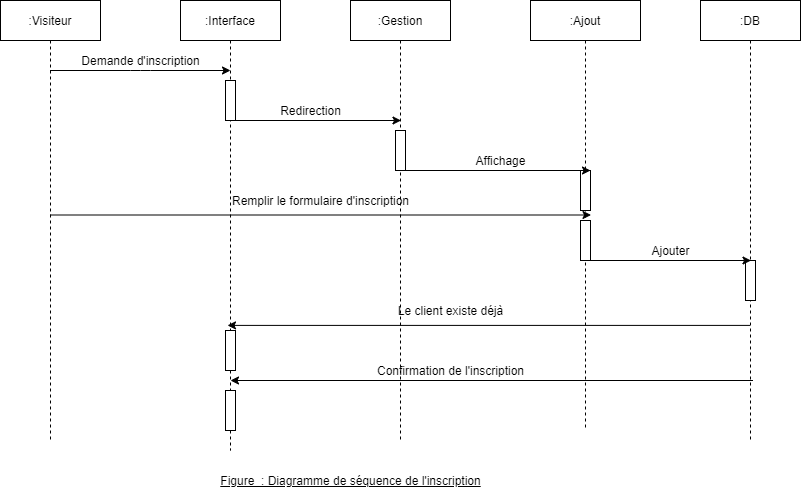 :Visiteur
:Interface
:Gestion
:Ajout
:DB
Demande d'inscription
Redirection
Affichage
Remplir le formulaire d'inscription
Ajouter
Le client existe déjà
Confirmation de l'inscription
Figure : Diagramme de séquence de l'inscription